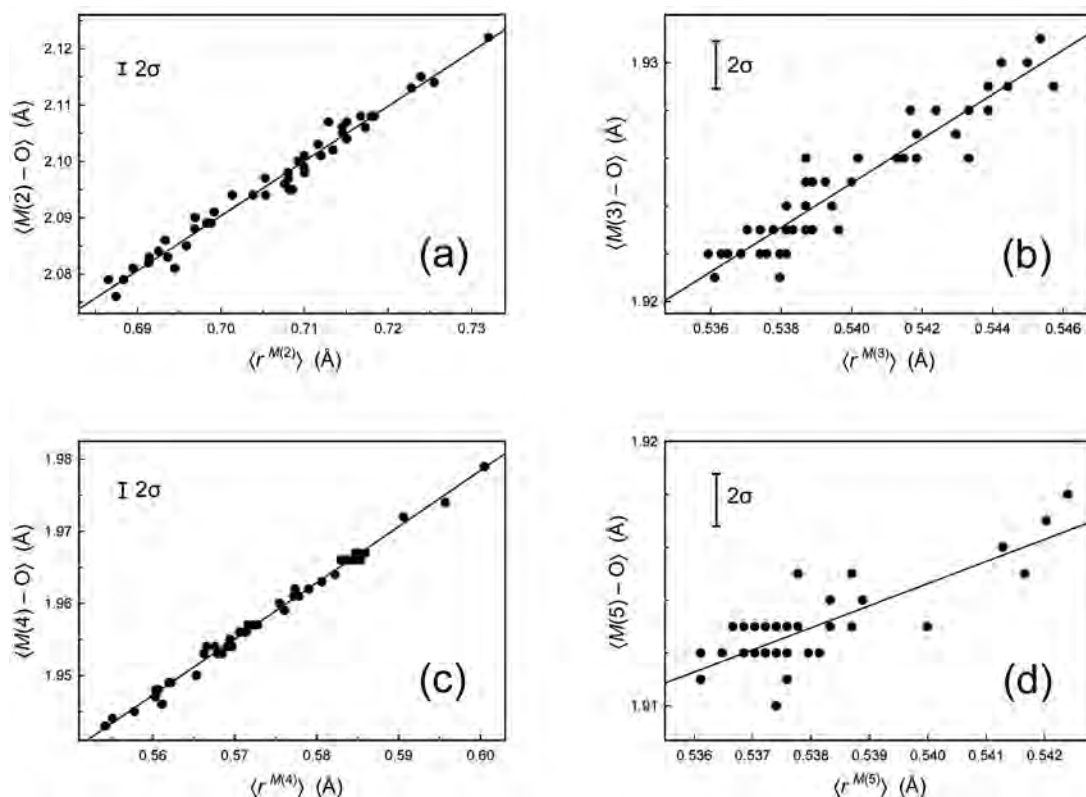 2.12
2.11
2.10
2.09
2.08
⟨M(2) – O⟩ (Å)
2σ
(a)
0.69 0.70 0.71 0.72 0.73
⟨r M(2)⟩ (Å)
1.93
1.92
⟨M(3) – O⟩ (Å)
2σ
(b)
0.536 0.538 0.540 0.542 0.544 0.546
⟨r M(3)⟩ (Å)
1.98
1.97
1.96
1.95
⟨M(4) – O⟩ (Å)
2σ
(c)
0.56 0.57 0.58 0.59 0.60
⟨r M(4)⟩ (Å)
1.92
1.91
⟨M(5) – O⟩ (Å)
2σ
(d)
0.536 0.537 0.538 0.539 0.540 0.541 0.542
⟨r M(5)⟩ (Å)